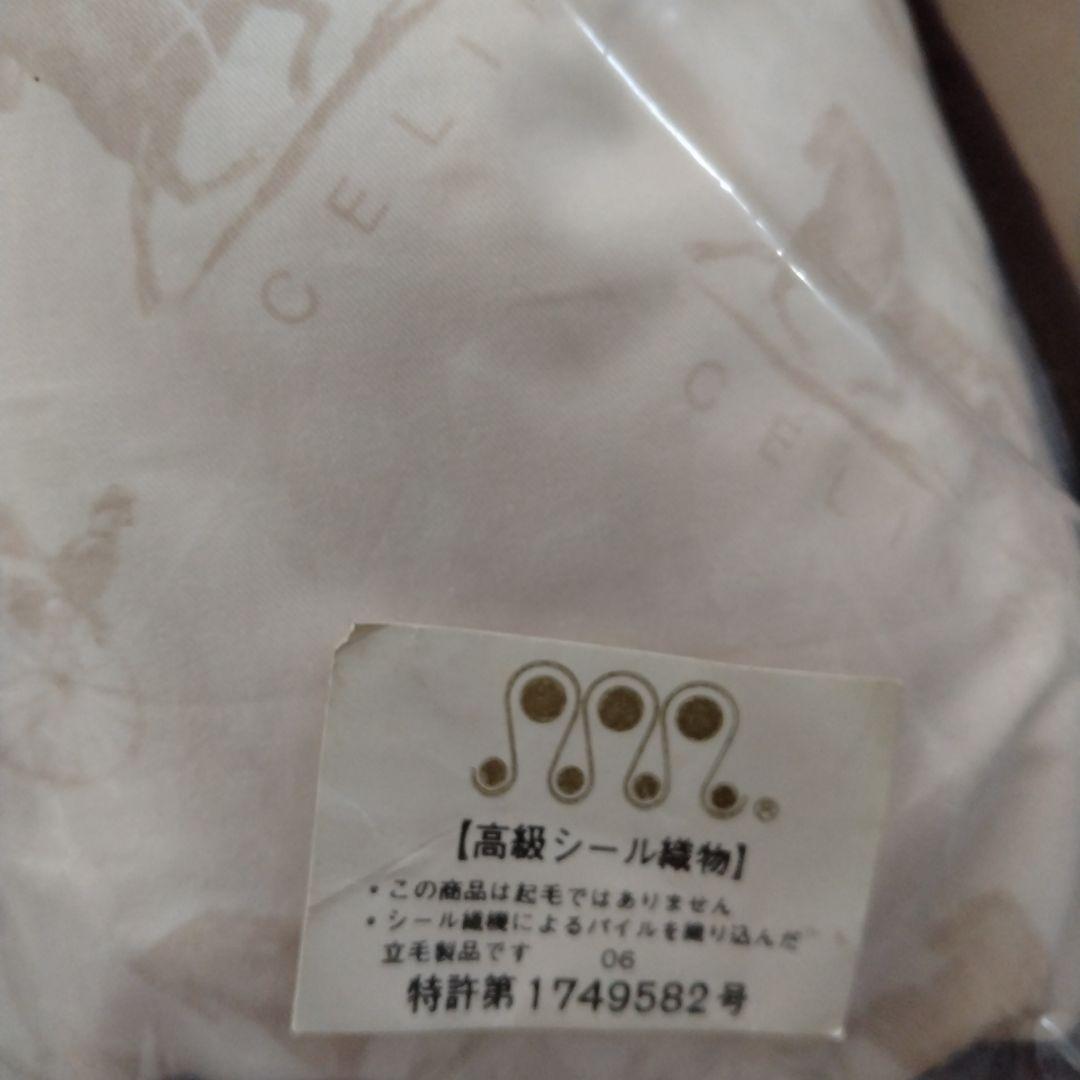 CELI
CELI
®
【高級シール織物】
・この商品は起毛ではありません
・シール織機によるパイルを織り込んだ
立毛製品です 06
特許第1749582号